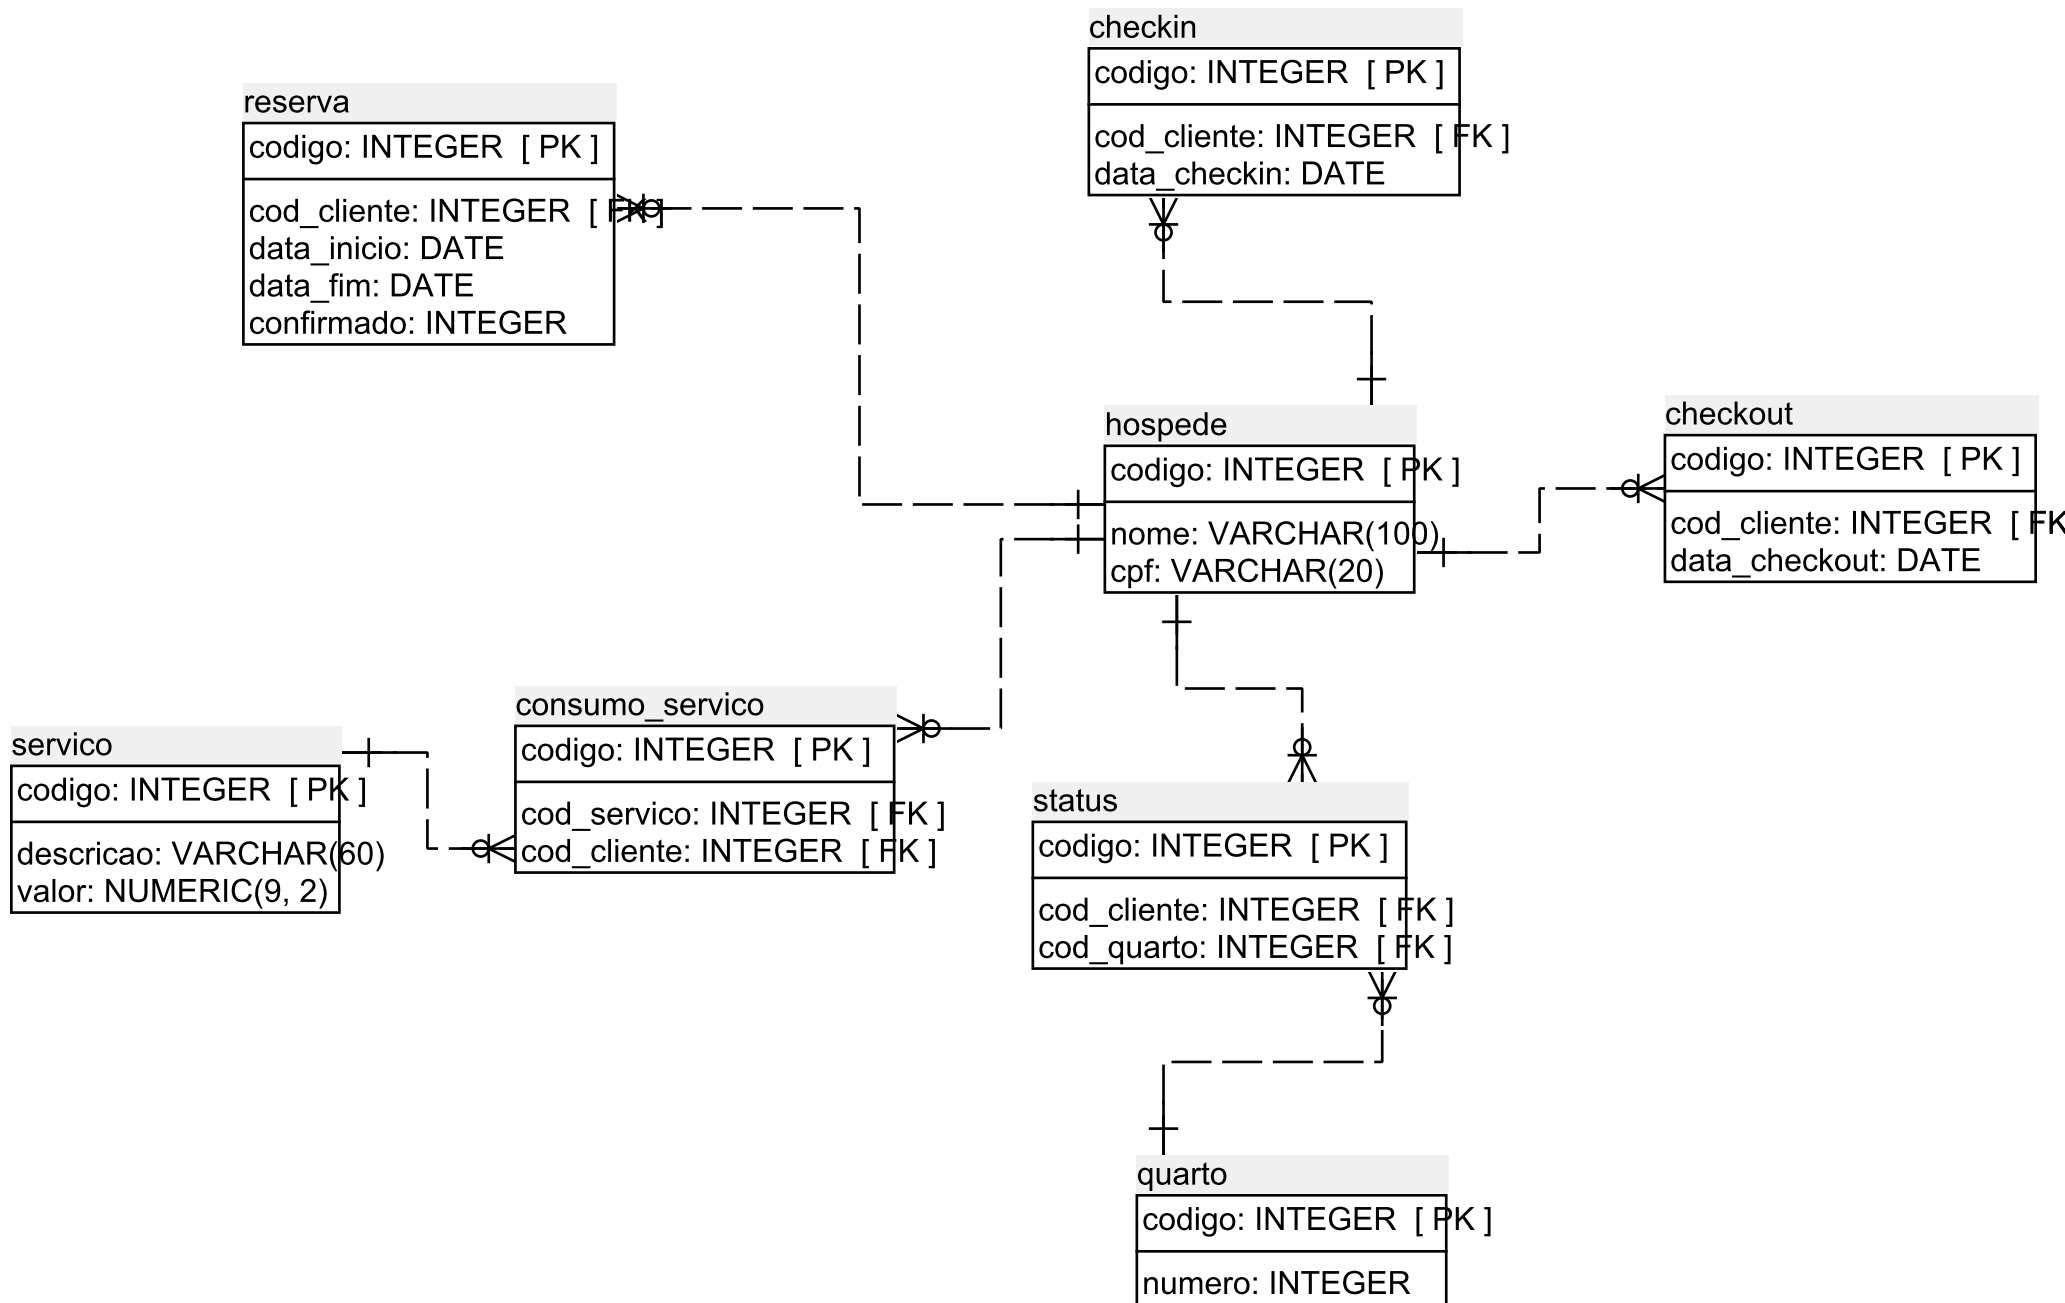 checkin
codigo: INTEGER [ PK ]
cod_cliente: INTEGER [ FK ]
data_checkin: DATE
reserva
codigo: INTEGER [ PK ]
cod_cliente: INTEGER [ FK ]
data_inicio: DATE
data_fim: DATE
confirmado: INTEGER
hospede
codigo: INTEGER [ PK ]
nome: VARCHAR(100)
cpf: VARCHAR(20)
checkout
codigo: INTEGER [ PK ]
cod_cliente: INTEGER [ FK
data_checkout: DATE
servico
codigo: INTEGER [ PK ]
descricao: VARCHAR(60)
valor: NUMERIC(9, 2)
consumo_servico
codigo: INTEGER [ PK ]
cod_servico: INTEGER [ FK ]
cod_cliente: INTEGER [ FK ]
status
codigo: INTEGER [ PK ]
cod_cliente: INTEGER [ FK ]
cod_quarto: INTEGER [ FK ]
quarto
codigo: INTEGER [ PK ]
numero: INTEGER